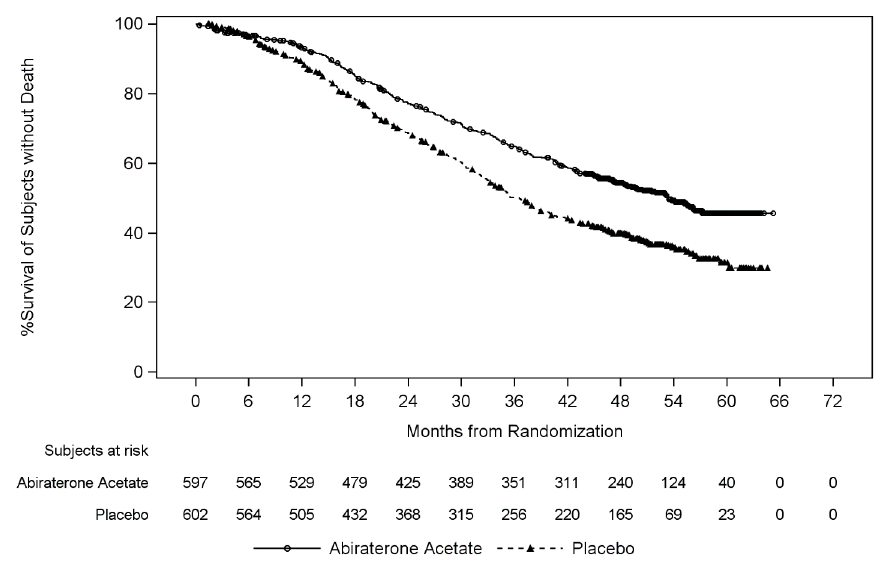 %Survival of Subjects without Death
100
80
60
40
20
0
0 6 12 18 24 30 36 42 48 54 60 66 72
Months from Randomization
Subjects at risk
Abiraterone Acetate 597 565 529 479 425 389 351 311 240 124 40 0 0
Placebo 602 564 505 432 368 315 256 220 165 69 23 0 0
Abiraterone Acetate Placebo